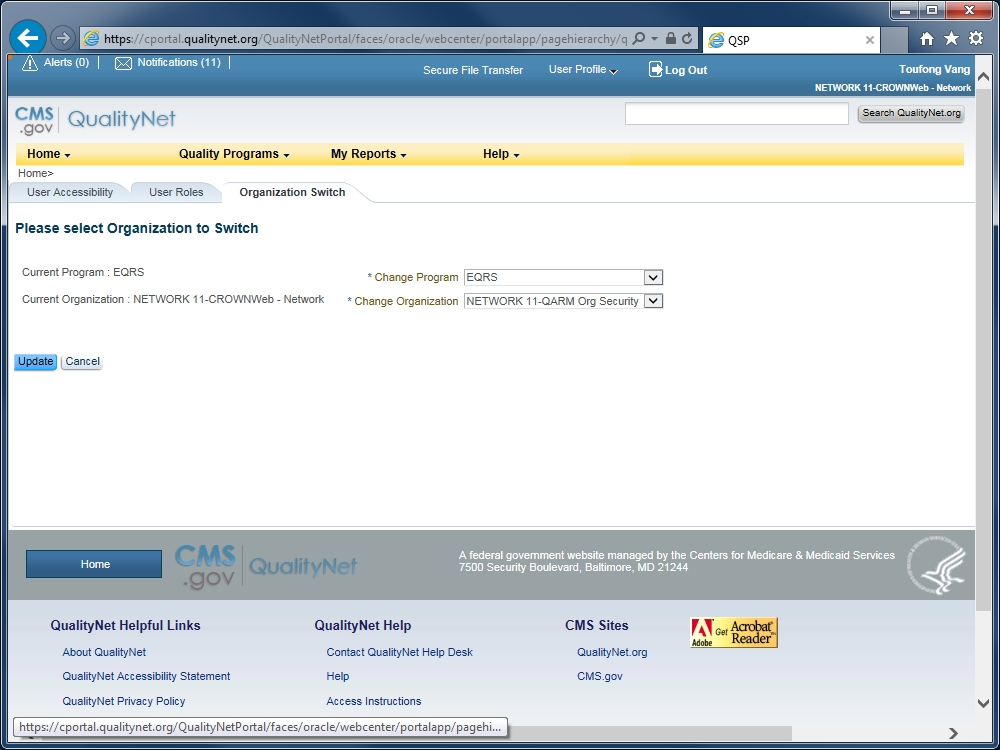 https://cportal.qualitynet.org/QualityNetPortal/faces/oracle/webcenter/portalapp/pagehierarchy/q
QSP
Alerts (0)
Notifications (11)
Secure File Transfer
User Profile
Log Out
Toufong Vang
NETWORK 11-CROWNWeb - Network
CMS
.gov
QualityNet
Search QualityNet.org
Home
Quality Programs
My Reports
Help
Home>
User Accessibility
User Roles
Organization Switch
Please select Organization to Switch
Current Program : EQRS
* Change Program
EQRS
Current Organization : NETWORK 11-CROWNWeb - Network
* Change Organization
NETWORK 11-QARM Org Security
Update
Cancel
Home
CMS
.gov
QualityNet
A federal government website managed by the Centers for Medicare & Medicaid Services
7500 Security Boulevard, Baltimore, MD 21244
QualityNet Helpful Links
QualityNet Help
CMS Sites
Adobe
Get Acrobat
Reader
About QualityNet
Contact QualityNet Help Desk
QualityNet.org
QualityNet Accessibility Statement
Help
CMS.gov
QualityNet Privacy Policy
Access Instructions
https://cportal.qualitynet.org/QualityNetPortal/faces/oracle/webcenter/portalapp/pagehi...